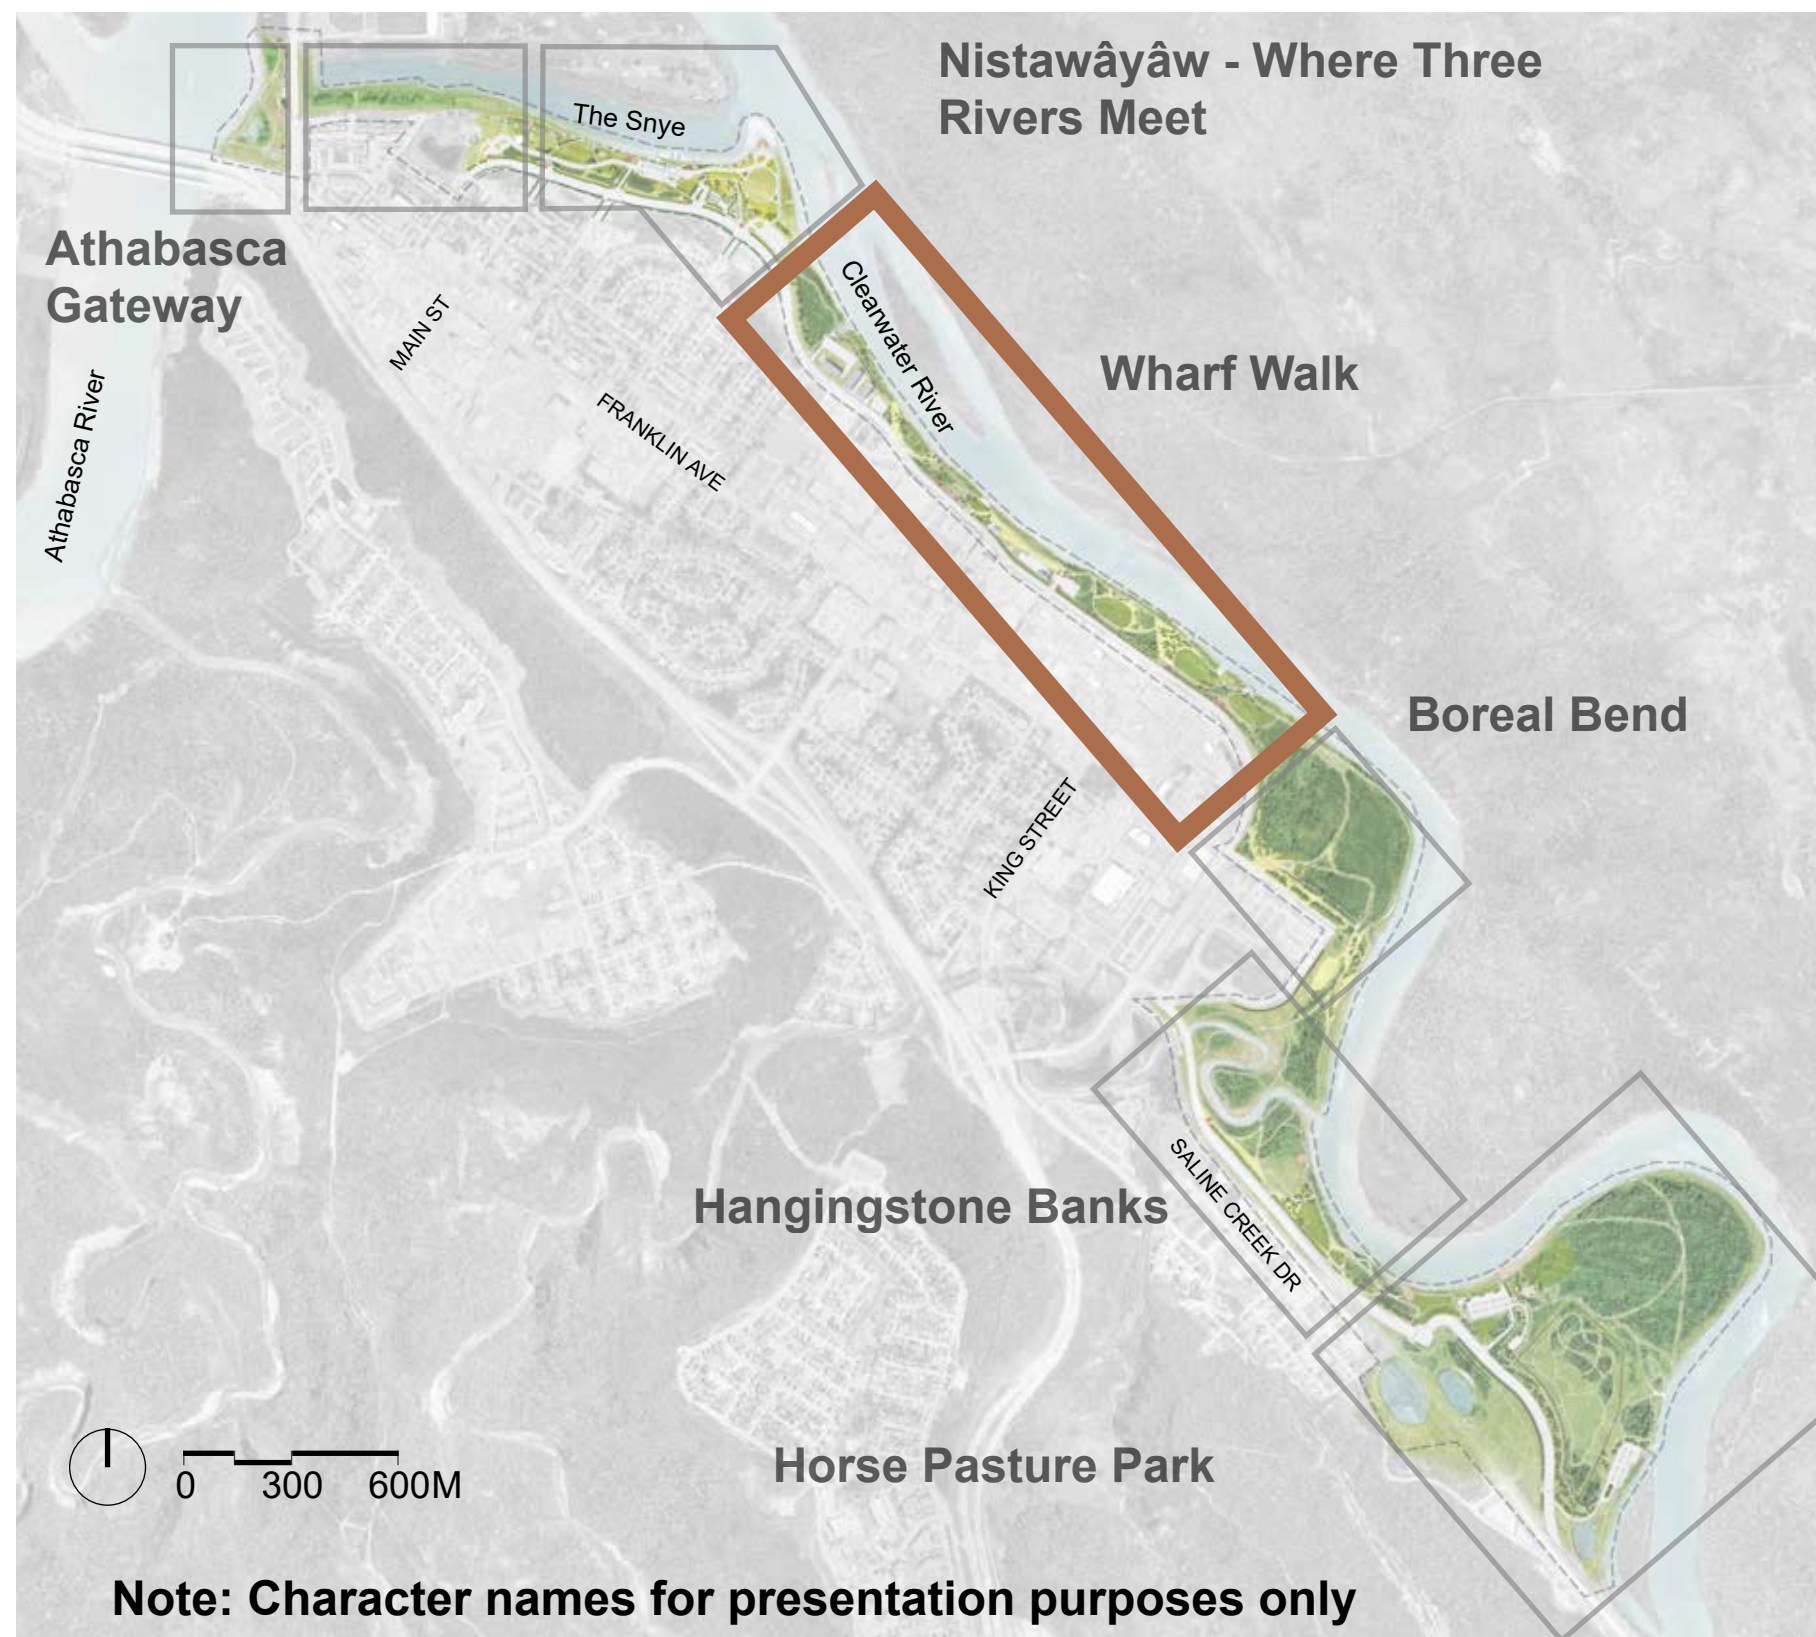 Nistawâyâw - Where Three
Rivers Meet
The Snye
Athabasca
Gateway
MAIN ST
Clearwater River
Wharf Walk
Athabasca River
FRANKLIN AVE
Boreal Bend
KING STREET
Hangingstone Banks
SALINE CREEK DR
Horse Pasture Park
0 300 600M
Note: Character names for presentation purposes only